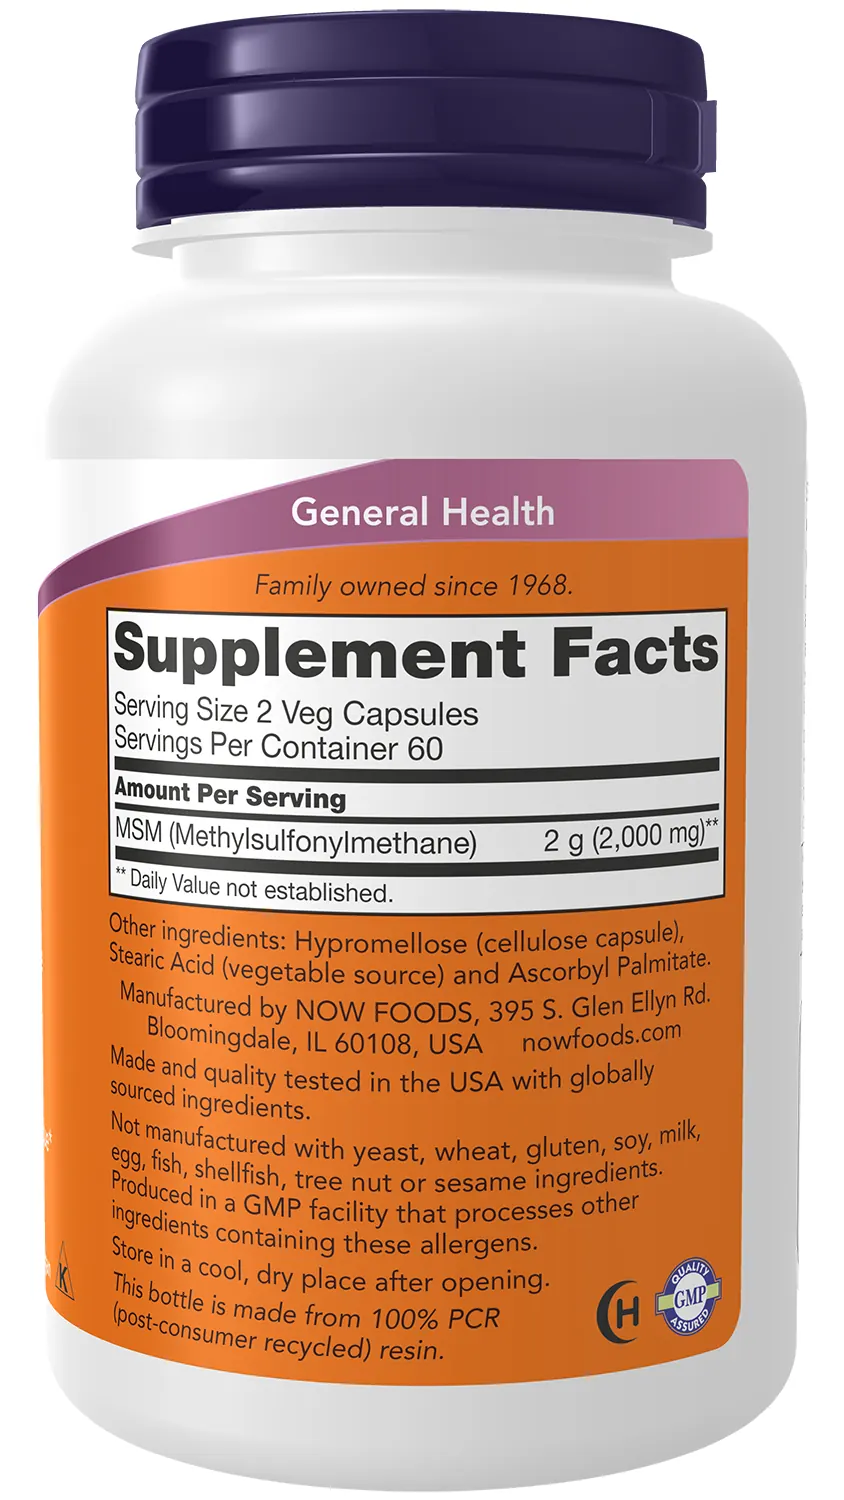 General Health
Family owned since 1968.
Supplement Facts
Serving Size 2 Veg Capsules
Servings Per Container 60
Amount Per Serving
MSM (Methylsulfonylmethane) 2 g (2,000 mg)**
** Daily Value not established.
Other ingredients: Hypromellose (cellulose capsule),
Stearic Acid (vegetable source) and Ascorbyl Palmitate.
Manufactured by NOW FOODS, 395 S. Glen Ellyn Rd.
Bloomingdale, IL 60108, USA nowfoods.com
Made and quality tested in the USA with globally
sourced ingredients.
Not manufactured with yeast, wheat, gluten, soy, milk,
egg, fish, shellfish, tree nut or sesame ingredients.
Produced in a GMP facility that processes other
ingredients containing these allergens.
Store in a cool, dry place after opening.
This bottle is made from 100% PCR
(post-consumer recycled) resin.
K
H
QUALITY
GMP
ASSURED